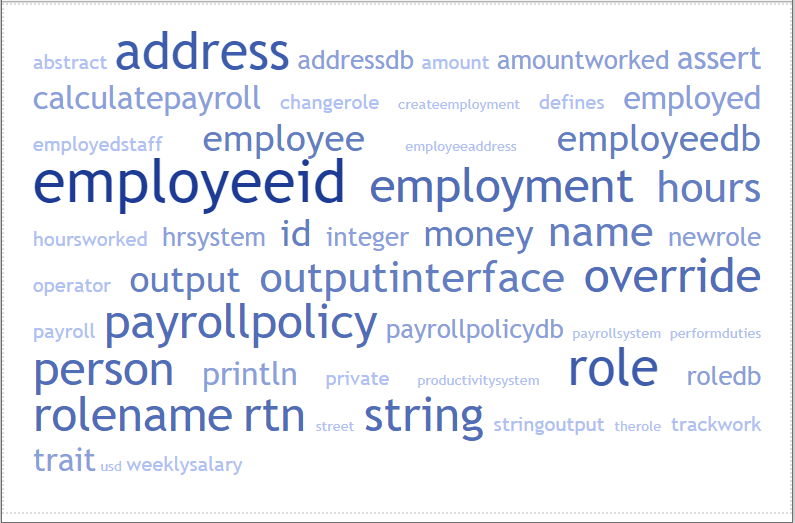 abstract address addressdb amount amountworked assert
calculatepayroll changerole createemployment defines employed
employedstaff employee employeeaddress employeedb
employeeid employment hours
hoursworked hrsystem id integer money name newrole
operator output outputinterface override
payroll payrollpolicy payrollpolicydb payrollsystem performduties
person println private productivitysystem role roledb
rolename rtn street string stringoutput therole trackwork
trait usd weeklysalary